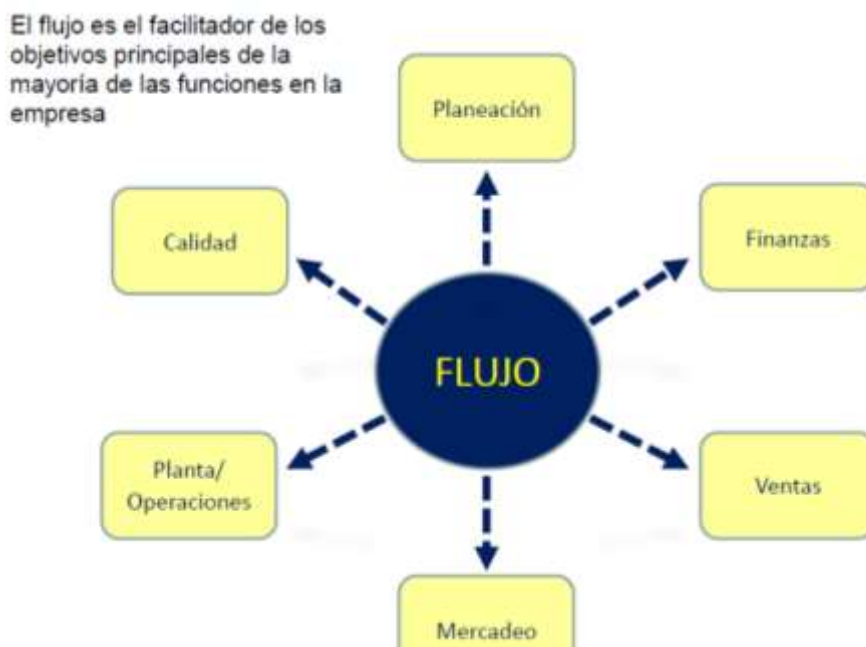 El flujo es el facilitador de los
objetivos principales de la
mayoría de las funciones en la
empresa
Planeación
Calidad
Finanzas
FLUJO
Planta/
Operaciones
Ventas
Mercadeo